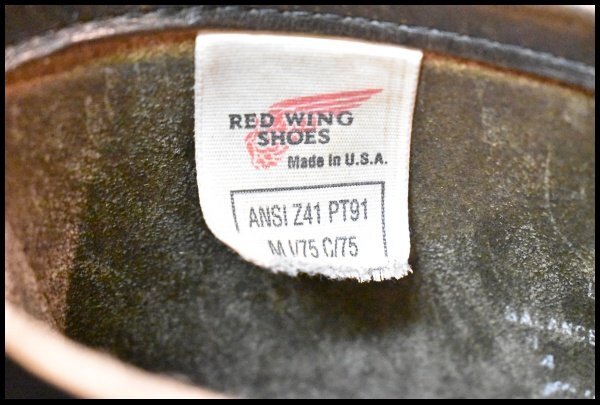 RED WING
SHOES
Made in U.S.A.
ANSI Z41 PT91
M I/75 C/75